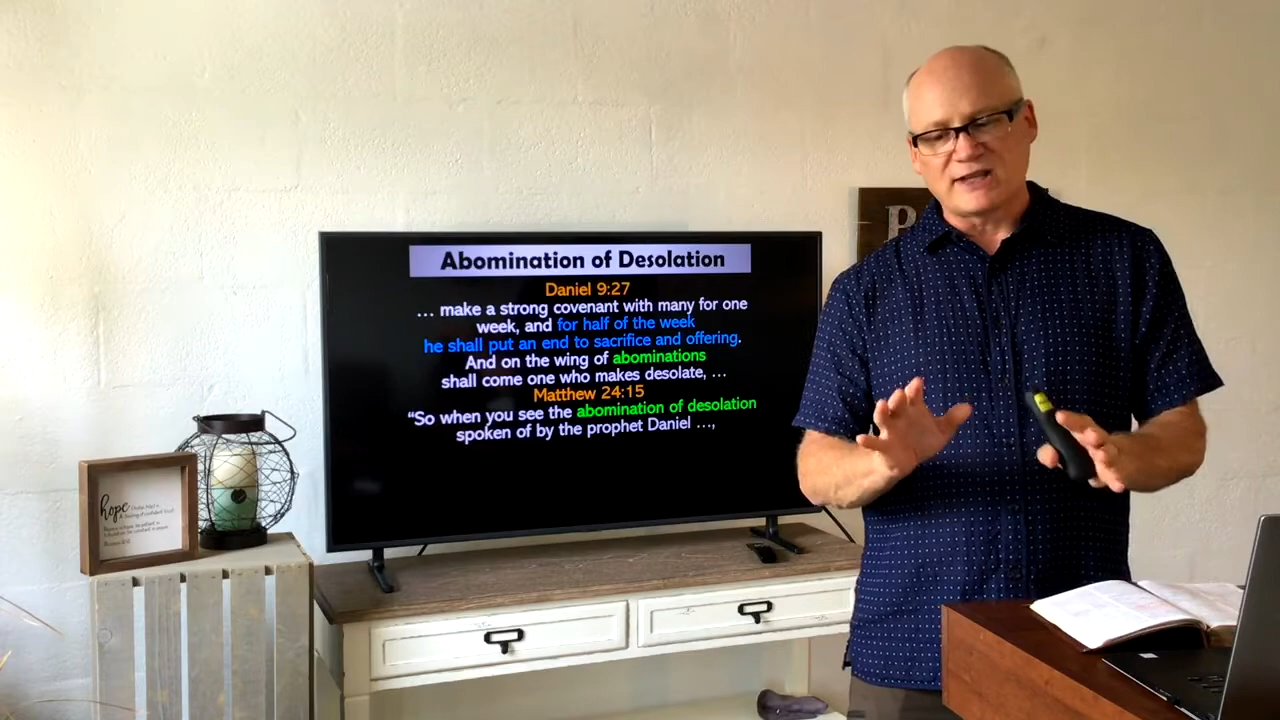 Abomination of Desolation
Daniel 9:27
… make a strong covenant with many for one
week, and for half of the week
he shall put an end to sacrifice and offering.
And on the wing of abominations
shall come one who makes desolate, …
Matthew 24:15
“So when you see the abomination of desolation
spoken of by the prophet Daniel …,
hope